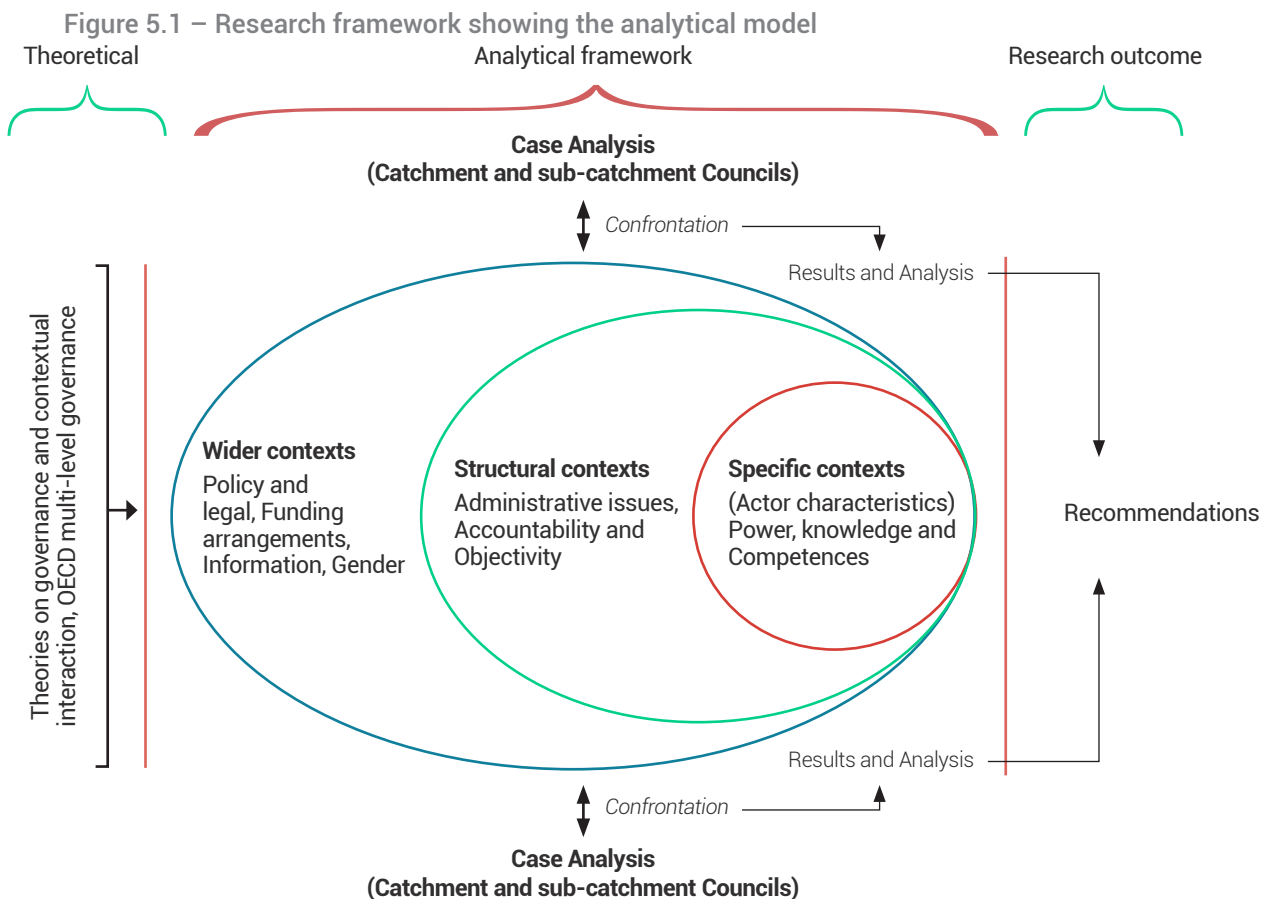 Figure 5.1 – Research framework showing the analytical model
Theoretical
Analytical framework
Research outcome
Case Analysis
(Catchment and sub-catchment Councils)
Confrontation
Results and Analysis
Theories on governance and contextual
interaction, OECD multi-level governance
Wider contexts
Policy and
legal, Funding
arrangements,
Information, Gender
Structural contexts
Administrative issues,
Accountability and
Objectivity
Specific contexts
(Actor characteristics)
Power, knowledge and
Competences
Recommendations
Results and Analysis
Confrontation
Case Analysis
(Catchment and sub-catchment Councils)